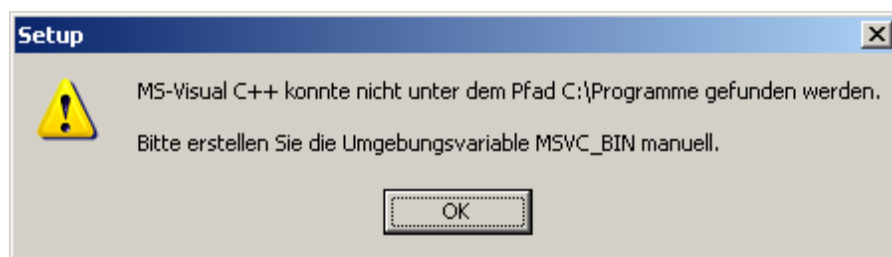 Setup
MS-Visual C++ konnte nicht unter dem Pfad C:\Programme gefunden werden.
Bitte erstellen Sie die Umgebungsvariable MSVC_BIN manuell.
OK